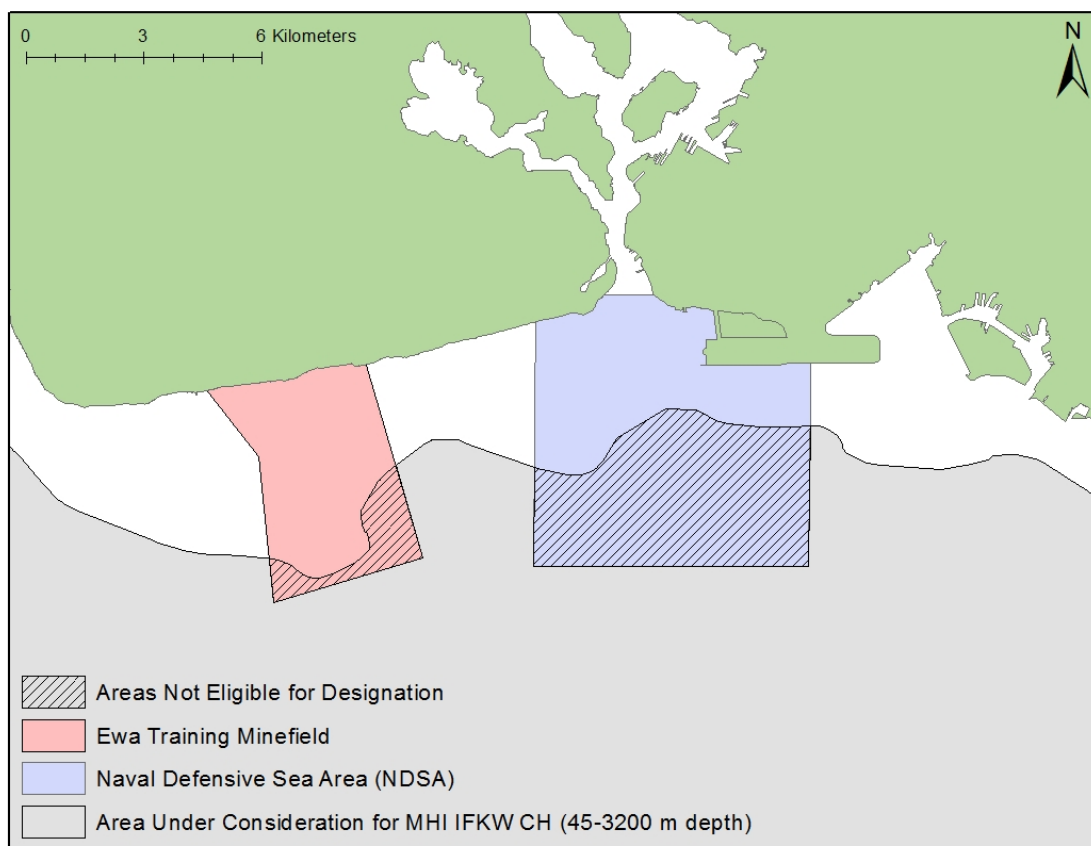 0 3 6 Kilometers
N
Areas Not Eligible for Designation
Ewa Training Minefield
Naval Defensive Sea Area (NDSA)
Area Under Consideration for MHI IFKW CH (45-3200 m depth)